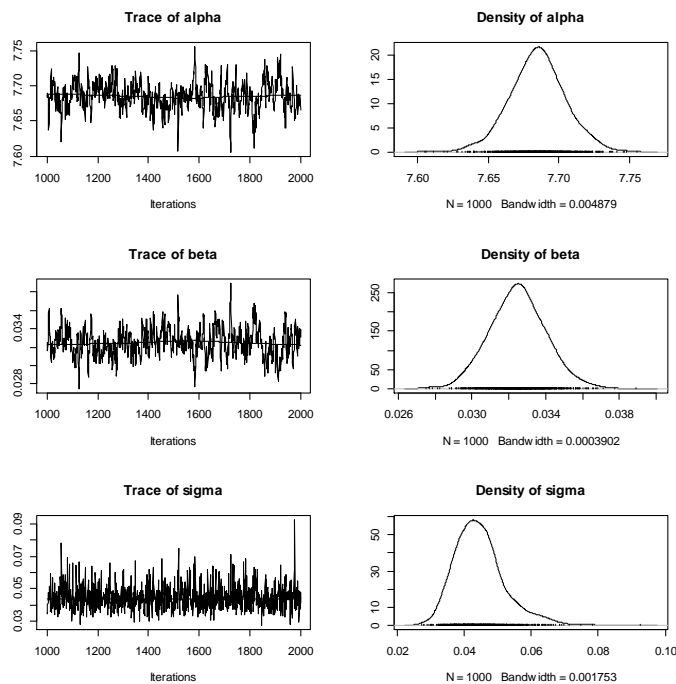 Trace of alpha
7.60 7.65 7.70 7.75
1000 1200 1400 1600 1800 2000
Iterations
Density of alpha
0 5 10 15 20
7.60 7.65 7.70 7.75
N = 1000 Bandwidth = 0.004879
Trace of beta
0.028 0.034
1000 1200 1400 1600 1800 2000
Iterations
Density of beta
0 50 150 250
0.026 0.030 0.034 0.038
N = 1000 Bandwidth = 0.0003902
Trace of sigma
0.03 0.05 0.07 0.09
1000 1200 1400 1600 1800 2000
Iterations
Density of sigma
0 10 30 50
0.02 0.04 0.06 0.08 0.10
N = 1000 Bandwidth = 0.001753